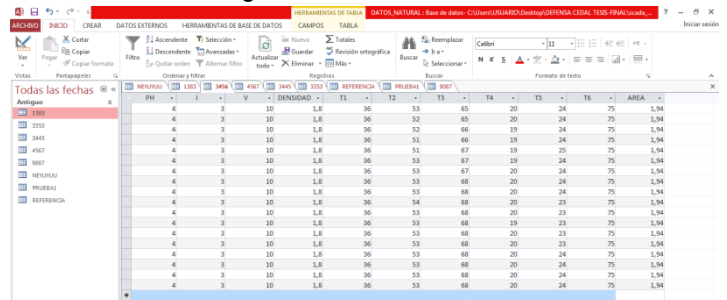 HERRAMIENTAS DE TABLA DATOS_NATURAL : Base de datos- C:\Users\USUARIO\Desktop\DEFENSA CEDAL TESIS-FINAL\scada_...
ARCHIVO INICIO CREAR DATOS EXTERNOS HERRAMIENTAS DE BASE DE DATOS CAMPOS TABLA Iniciar sesión
Cortar Ascendente Selección Nuevo Totales Reemplazar Calibri 11
Ver Pegar Copiar Filtro Descendente Avanzadas Actualizar todo Guardar Revisión ortográfica Buscar Ir a N K S
Copiar formato Quitar orden Alternar filtro Eliminar Más Seleccionar
Vistas Portapapeles Ordenar y filtrar Registros Buscar Formato de texto
Todas las fechas NEYUYUU 1383 3456 4567 3445 3353 REFERENCIA PRUEBA1 9087
Antiguo PH I V DENSIDAD T1 T2 T3 T4 T5 T6 AREA
1383
3353
3445
4567
9087
NEYUYUU
PRUEBA1
REFERENCIA
4 3 10 1,8 36 53 65 20 24 75 1,94
4 3 10 1,8 36 52 65 20 24 75 1,94
4 3 10 1,8 36 52 66 19 24 75 1,94
4 3 10 1,8 36 51 66 19 24 75 1,94
4 3 10 1,8 36 51 67 19 25 75 1,94
4 3 10 1,8 36 53 67 19 24 75 1,94
4 3 10 1,8 36 53 67 20 24 75 1,94
4 3 10 1,8 36 53 68 20 24 75 1,94
4 3 10 1,8 36 53 68 20 24 75 1,94
4 3 10 1,8 36 54 68 20 23 75 1,94
4 3 10 1,8 36 53 68 20 23 75 1,94
4 3 10 1,8 36 53 68 19 23 75 1,94
4 3 10 1,8 36 53 68 20 23 75 1,94
4 3 10 1,8 36 53 68 20 23 75 1,94
4 3 10 1,8 36 53 68 20 24 75 1,94
4 3 10 1,8 36 53 68 20 24 75 1,94
4 3 10 1,8 36 53 68 20 24 75 1,94